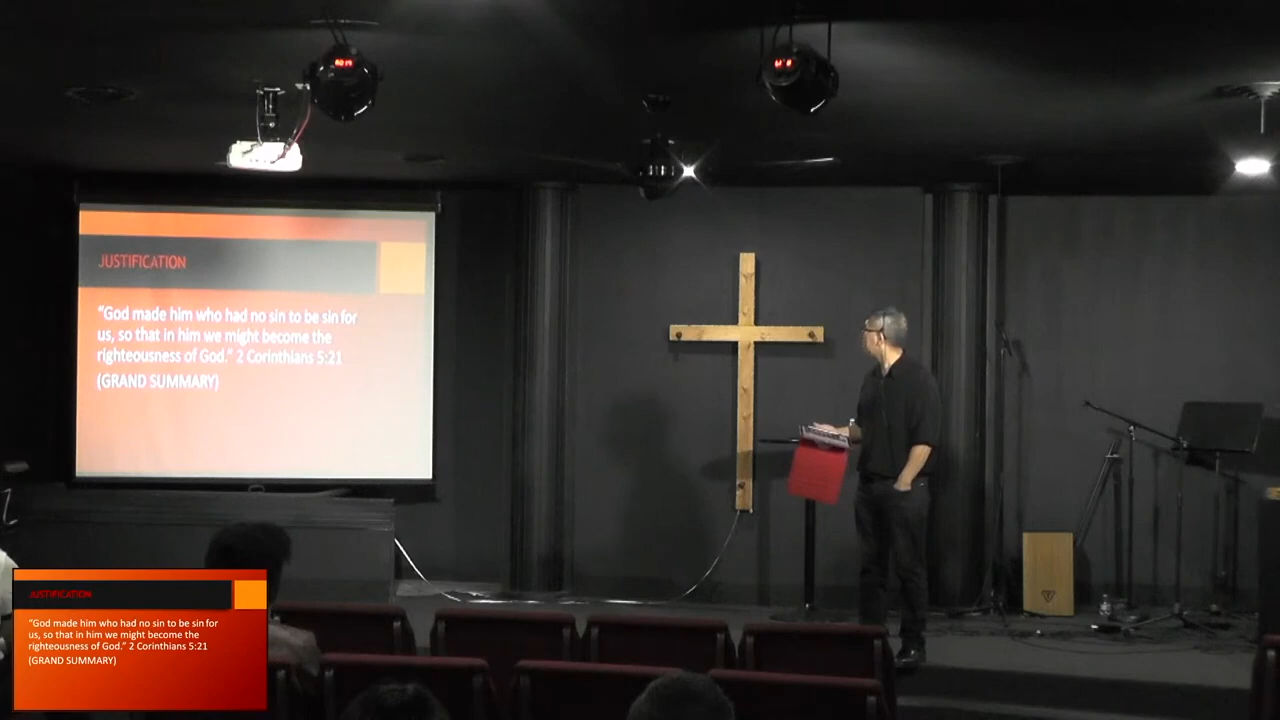 JUSTIFICATION
“God made him who had no sin to be sin for
us, so that in him we might become the
righteousness of God.” 2 Corinthians 5:21
(GRAND SUMMARY)
JUSTIFICATION
“God made him who had no sin to be sin for
us, so that in him we might become the
righteousness of God.” 2 Corinthians 5:21
(GRAND SUMMARY)